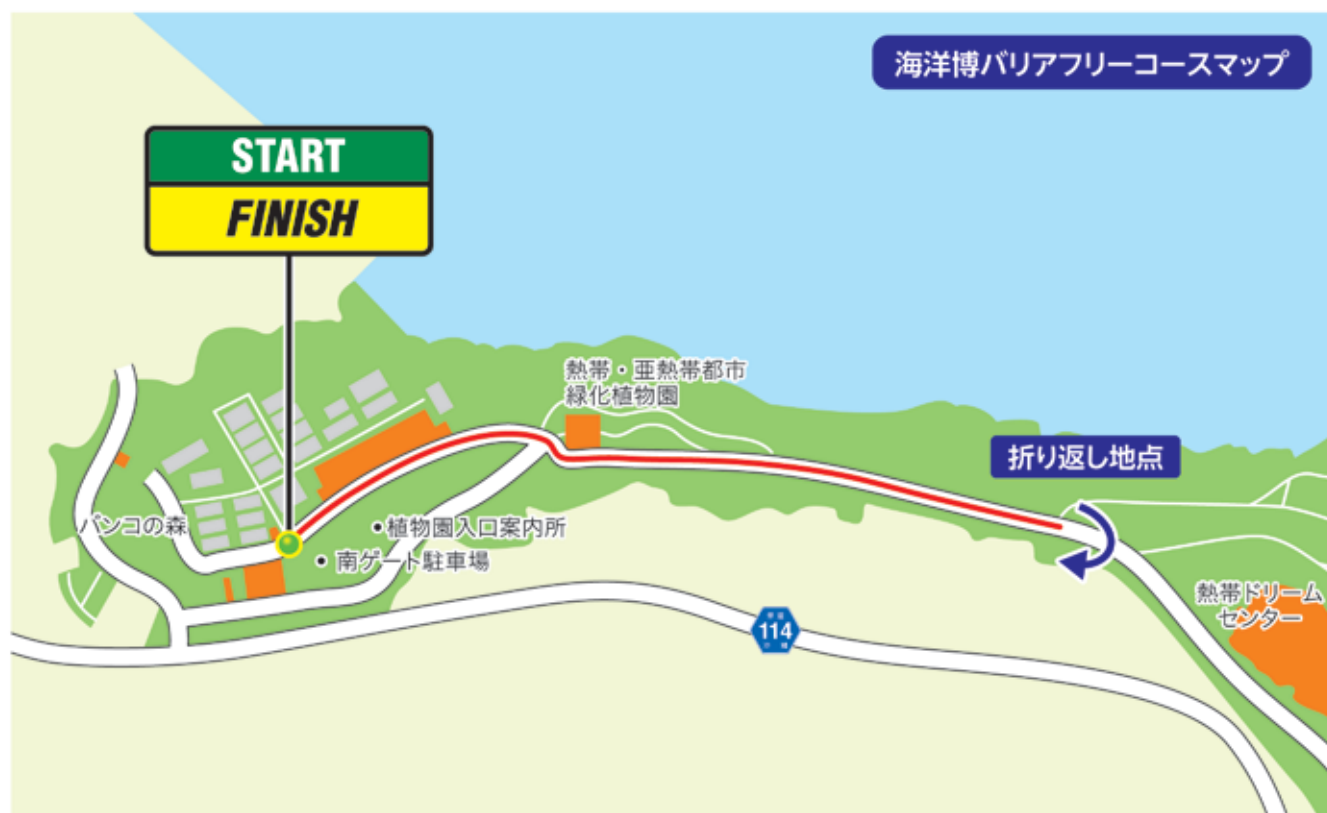 海洋博バリアフリーコースマップ
START
FINISH
熱帯・亜熱帯都市
緑化植物園
折り返し地点
バンコの森
•植物園入口案内所
• 南ゲート駐車場
熱帯ドリーム
センター
114